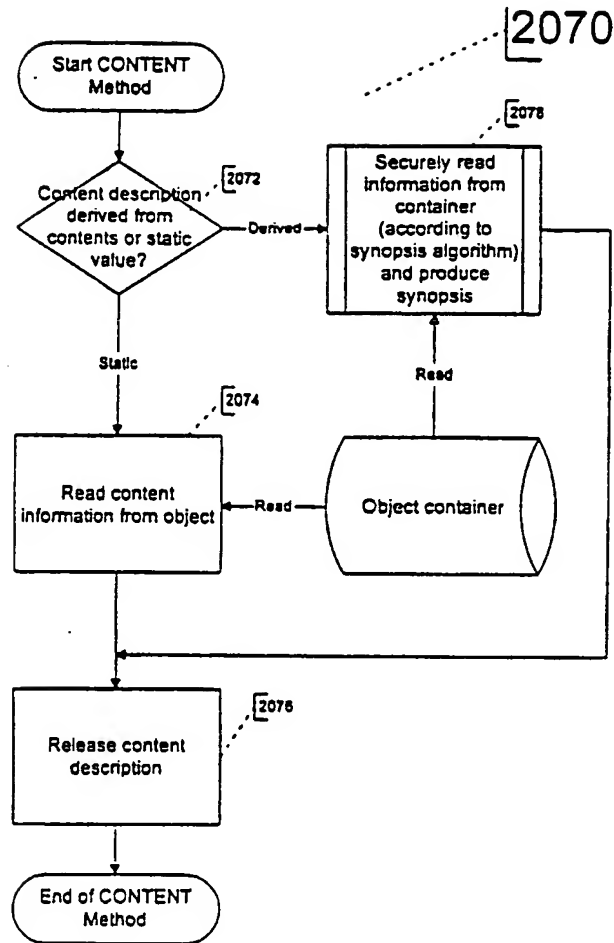 2070
Start CONTENT
Method
2078
2072
Content description
derived from
contents or static
value?
Derived
Securely read
information from
container
(according to
synopsis algorithm)
and produce
synopsis
Static
Read
2074
Read content
information from object
Read
Object container
2076
Release content
description
End of CONTENT
Method